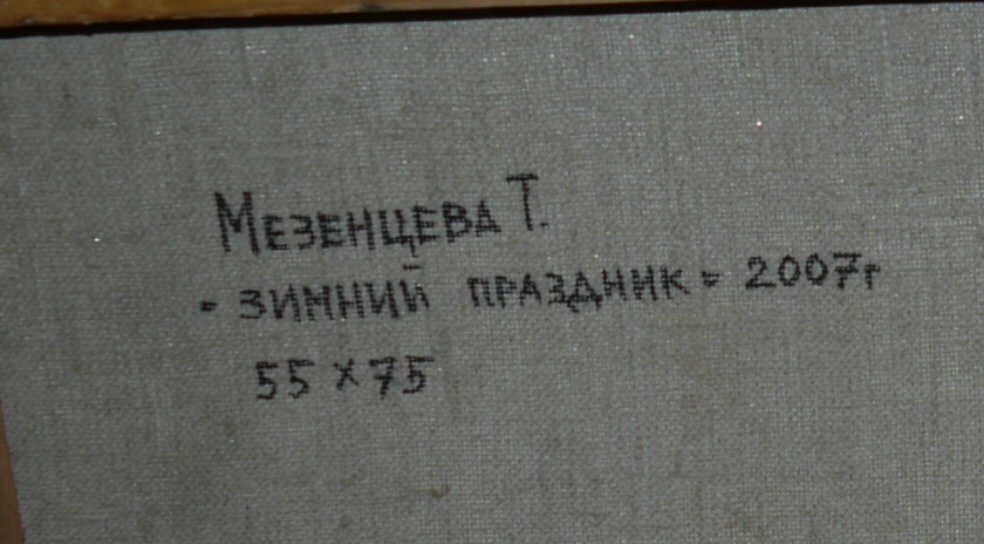 Мезенцева Т.
- зимний праздник - 2007г
55 х 75